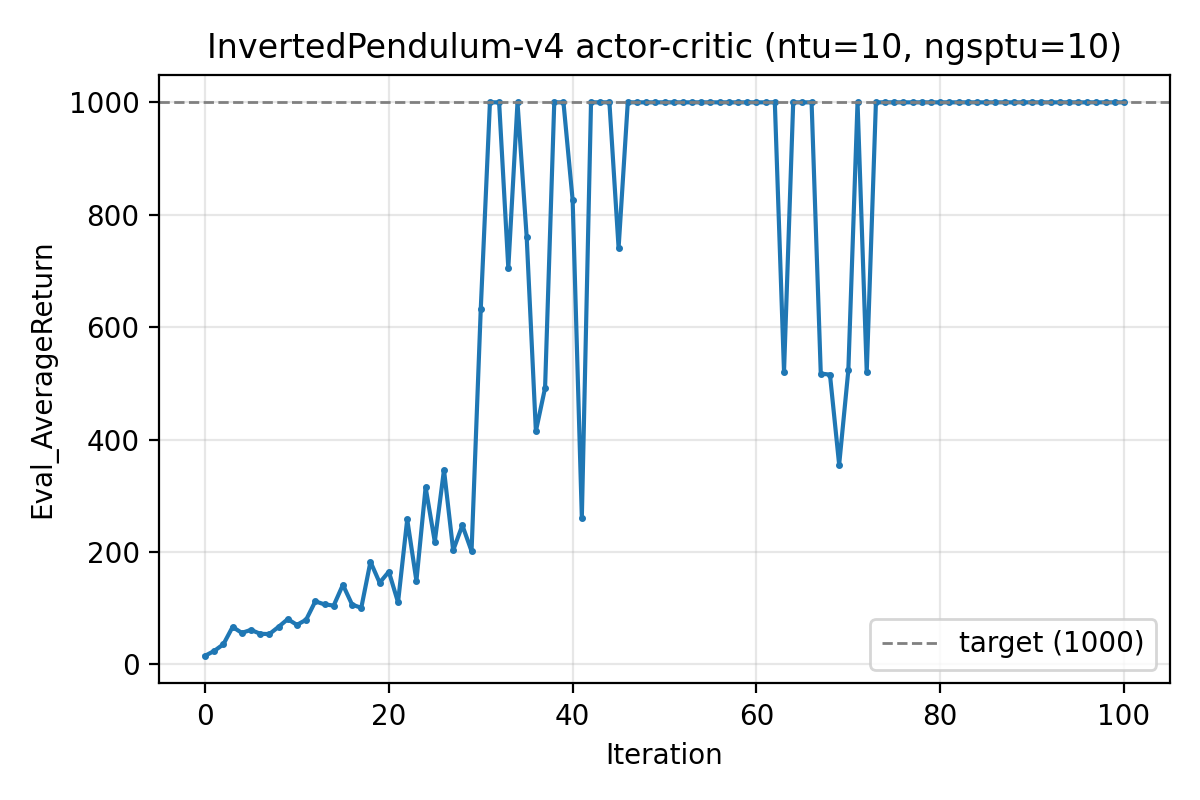 InvertedPendulum-v4 actor-critic (ntu=10, ngsptu=10)
Eval_AverageReturn
1000
800
600
400
200
0
target (1000)
0 20 40 60 80 100
Iteration